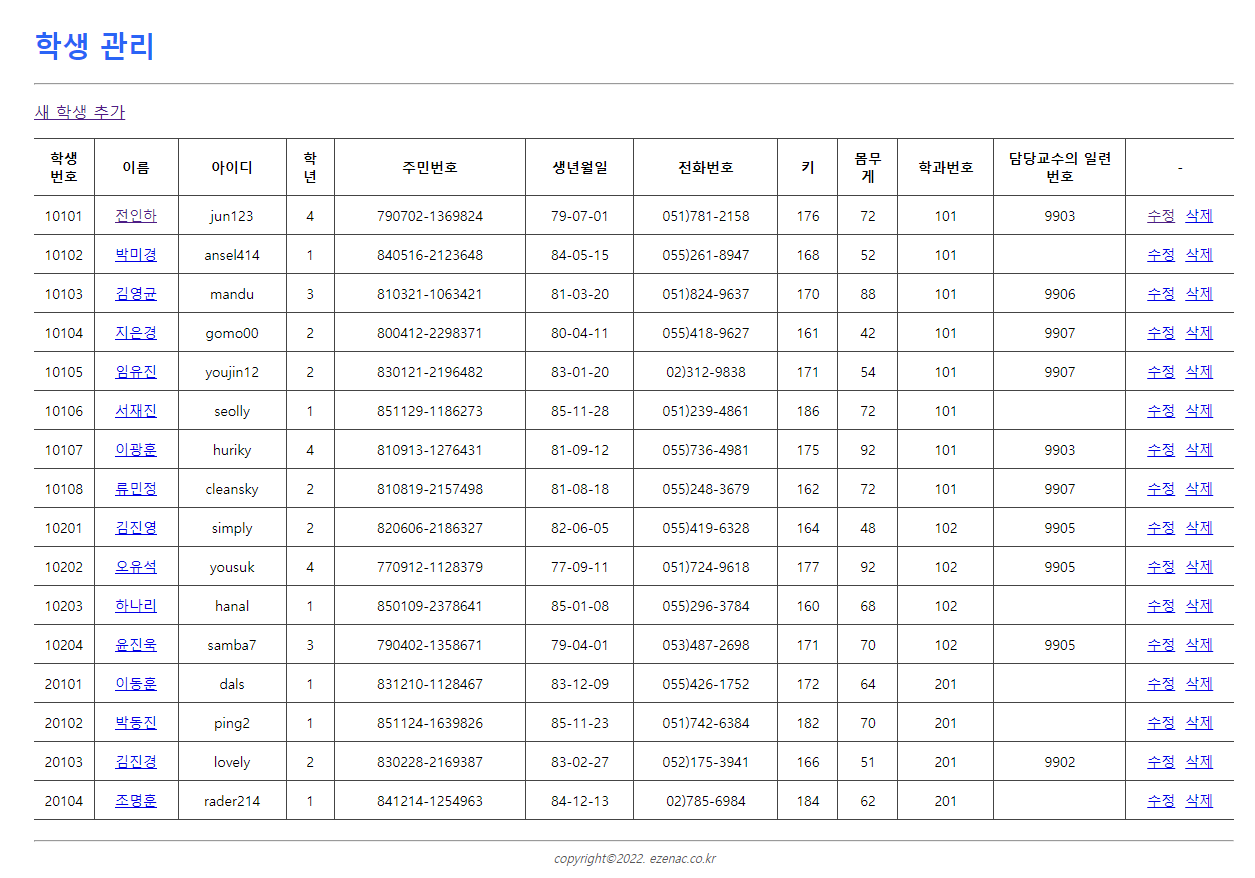 학생 관리
새 학생 추가
학생 번호 이름 아이디 학년 주민번호 생년월일 전화번호 키 몸무게 학과번호 담당교수의 일련 번호 -
10101 전인하 jun123 4 790702-1369824 79-07-01 051)781-2158 176 72 101 9903 수정 삭제
10102 박미경 ansel414 1 840516-2123648 84-05-15 055)261-8947 168 52 101 수정 삭제
10103 김영균 mandu 3 810321-1063421 81-03-20 051)824-9637 170 88 101 9906 수정 삭제
10104 지은경 gomo00 2 800412-2298371 80-04-11 055)418-9627 161 42 101 9907 수정 삭제
10105 임유진 youjin12 2 830121-2196482 83-01-20 02)312-9838 171 54 101 9907 수정 삭제
10106 서재진 seolly 1 851129-1186273 85-11-28 051)239-4861 186 72 101 수정 삭제
10107 이광훈 huriky 4 810913-1276431 81-09-12 055)736-4981 175 92 101 9903 수정 삭제
10108 류민정 cleansky 2 810819-2157498 81-08-18 055)248-3679 162 72 101 9907 수정 삭제
10201 김진영 simply 2 820606-2186327 82-06-05 055)419-6328 164 48 102 9905 수정 삭제
10202 오유석 yousuk 4 770912-1128379 77-09-11 051)724-9618 177 92 102 9905 수정 삭제
10203 하나리 hanal 1 850109-2378641 85-01-08 055)296-3784 160 68 102 수정 삭제
10204 윤진욱 samba7 3 790402-1358671 79-04-01 053)487-2698 171 70 102 9905 수정 삭제
20101 이동훈 dals 1 831210-1128467 83-12-09 055)426-1752 172 64 201 수정 삭제
20102 박동진 ping2 1 851124-1639826 85-11-23 051)742-6384 182 70 201 수정 삭제
20103 김진경 lovely 2 830228-2169387 83-02-27 052)175-3941 166 51 201 9902 수정 삭제
20104 조명훈 rader214 1 841214-1254963 84-12-13 02)785-6984 184 62 201 수정 삭제
copyright©2022. ezenac.co.kr